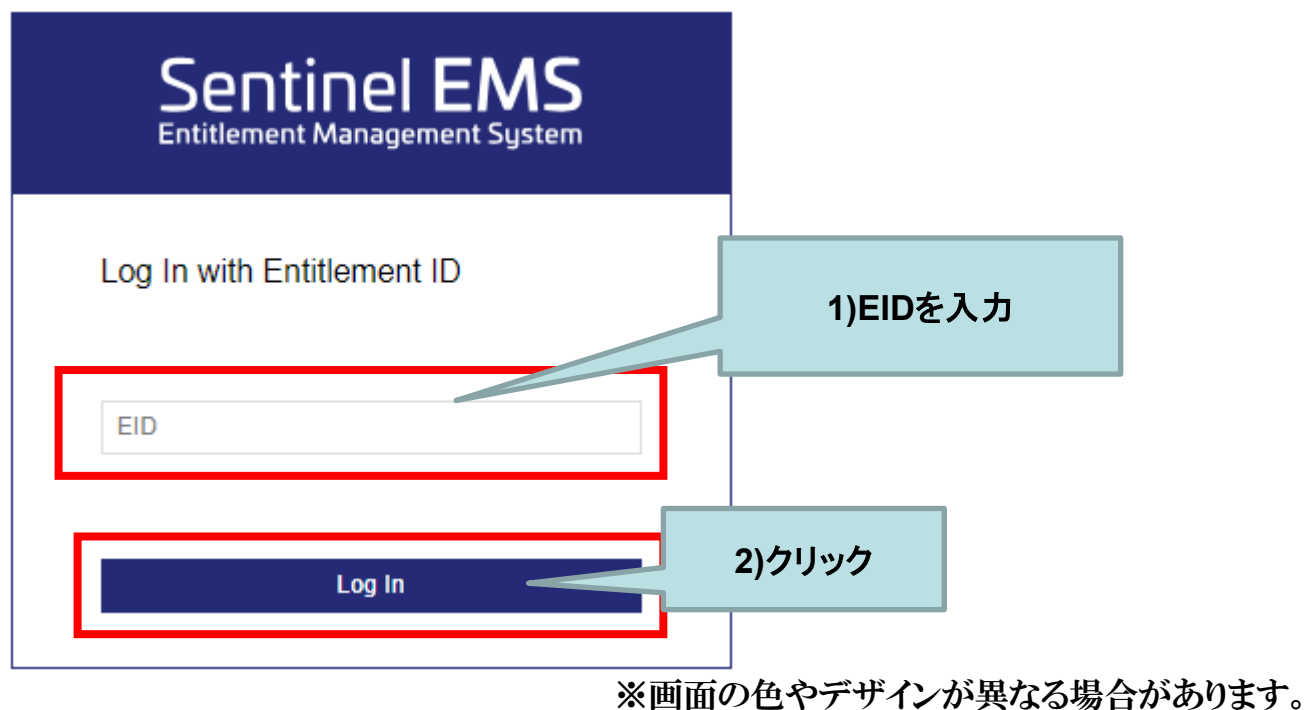 Sentinel EMS
Entitlement Management System
Log In with Entitlement ID
1)EIDを入力
EID
2)クリック
Log In
※画面の色やデザインが異なる場合があります。